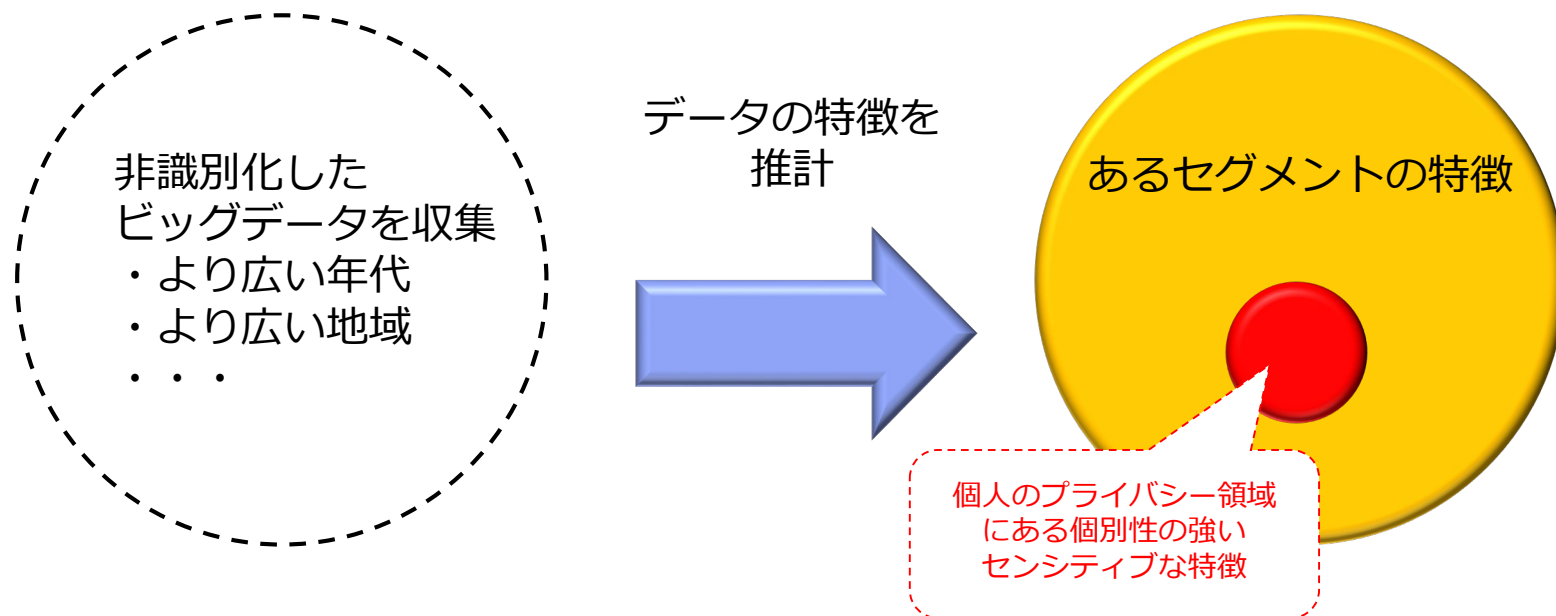 非識別化した
ビッグデータを収集
・より広い年代
・より広い地域
・・・
データの特徴を
推計
あるセグメントの特徴
個人のプライバシー領域
にある個別性の強い
センシティブな特徴